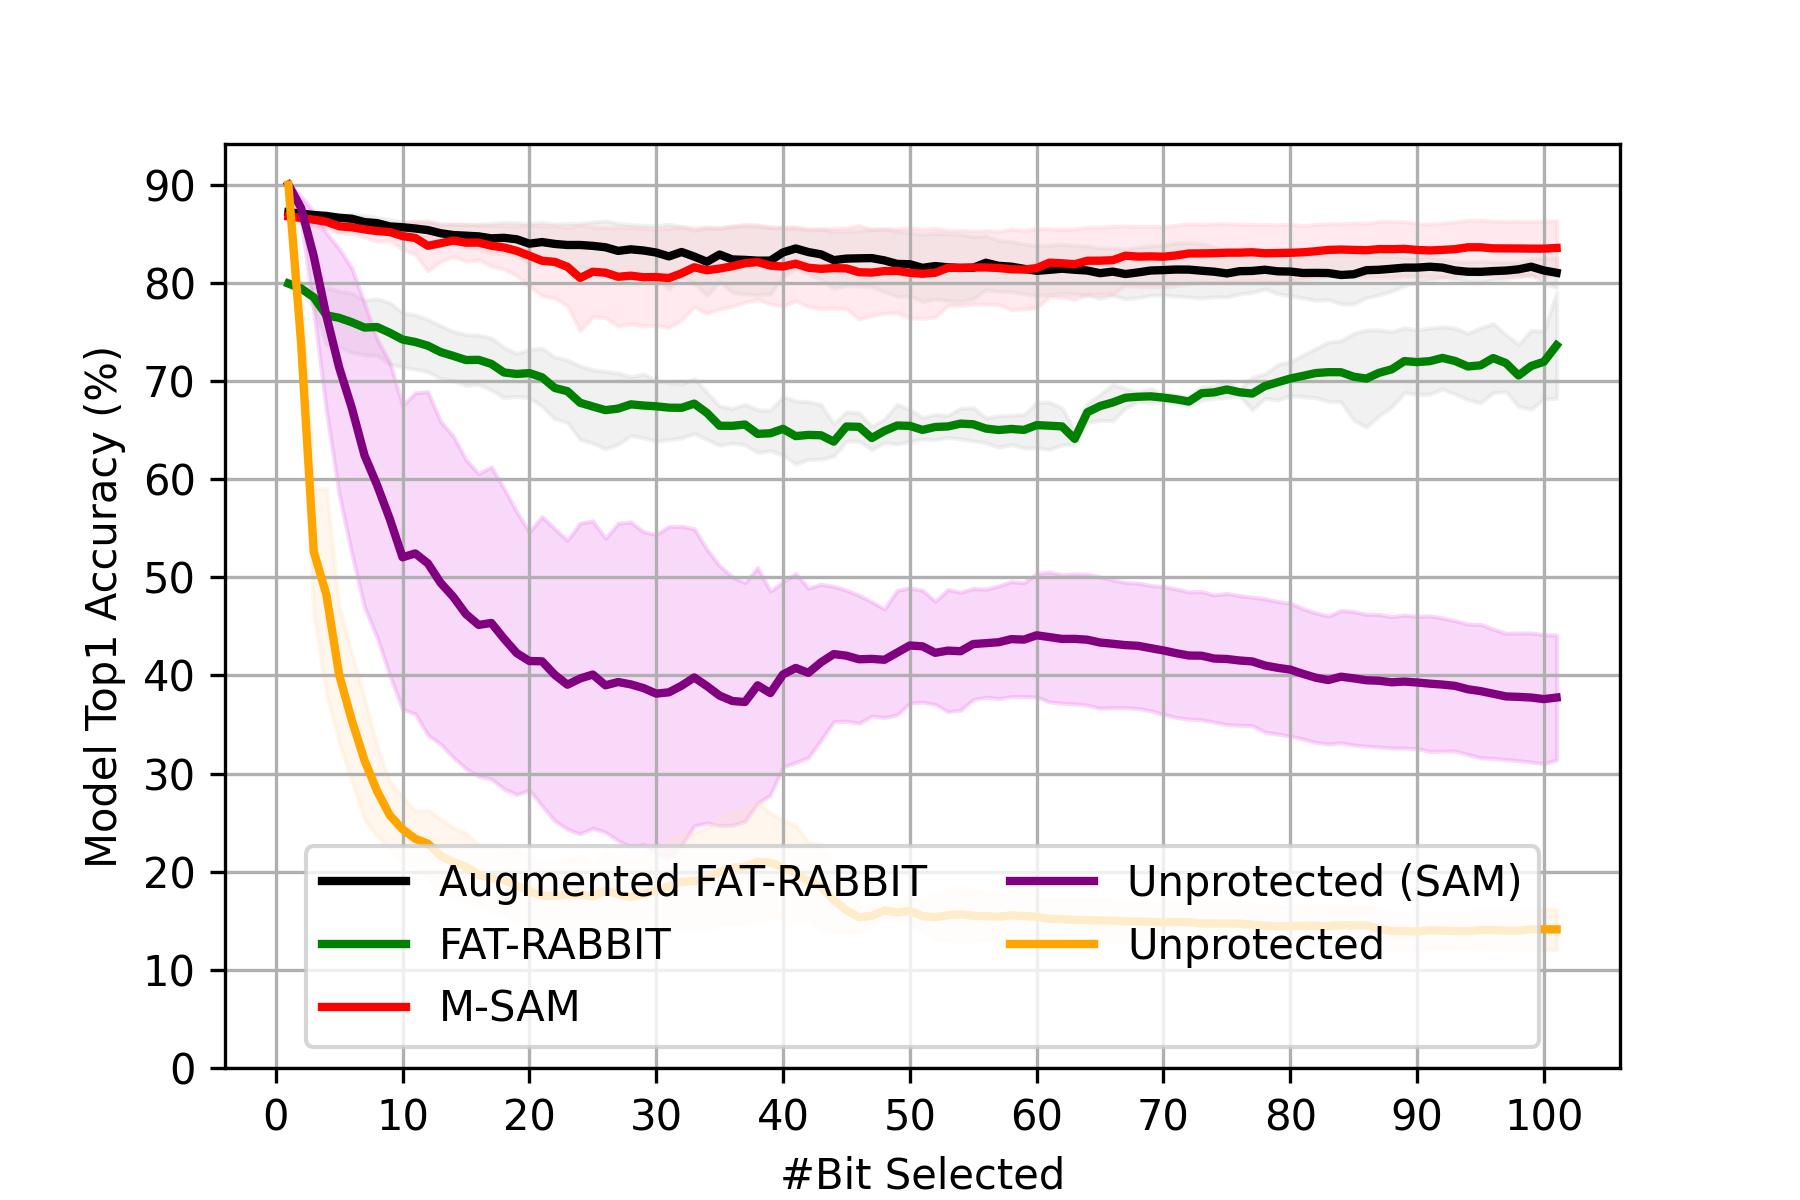 Model Top1 Accuracy (%)
90
80
70
60
50
40
30
20
10
0
Augmented FAT-RABBIT
FAT-RABBIT
M-SAM
Unprotected (SAM)
Unprotected
0 10 20 30 40 50 60 70 80 90 100
#Bit Selected